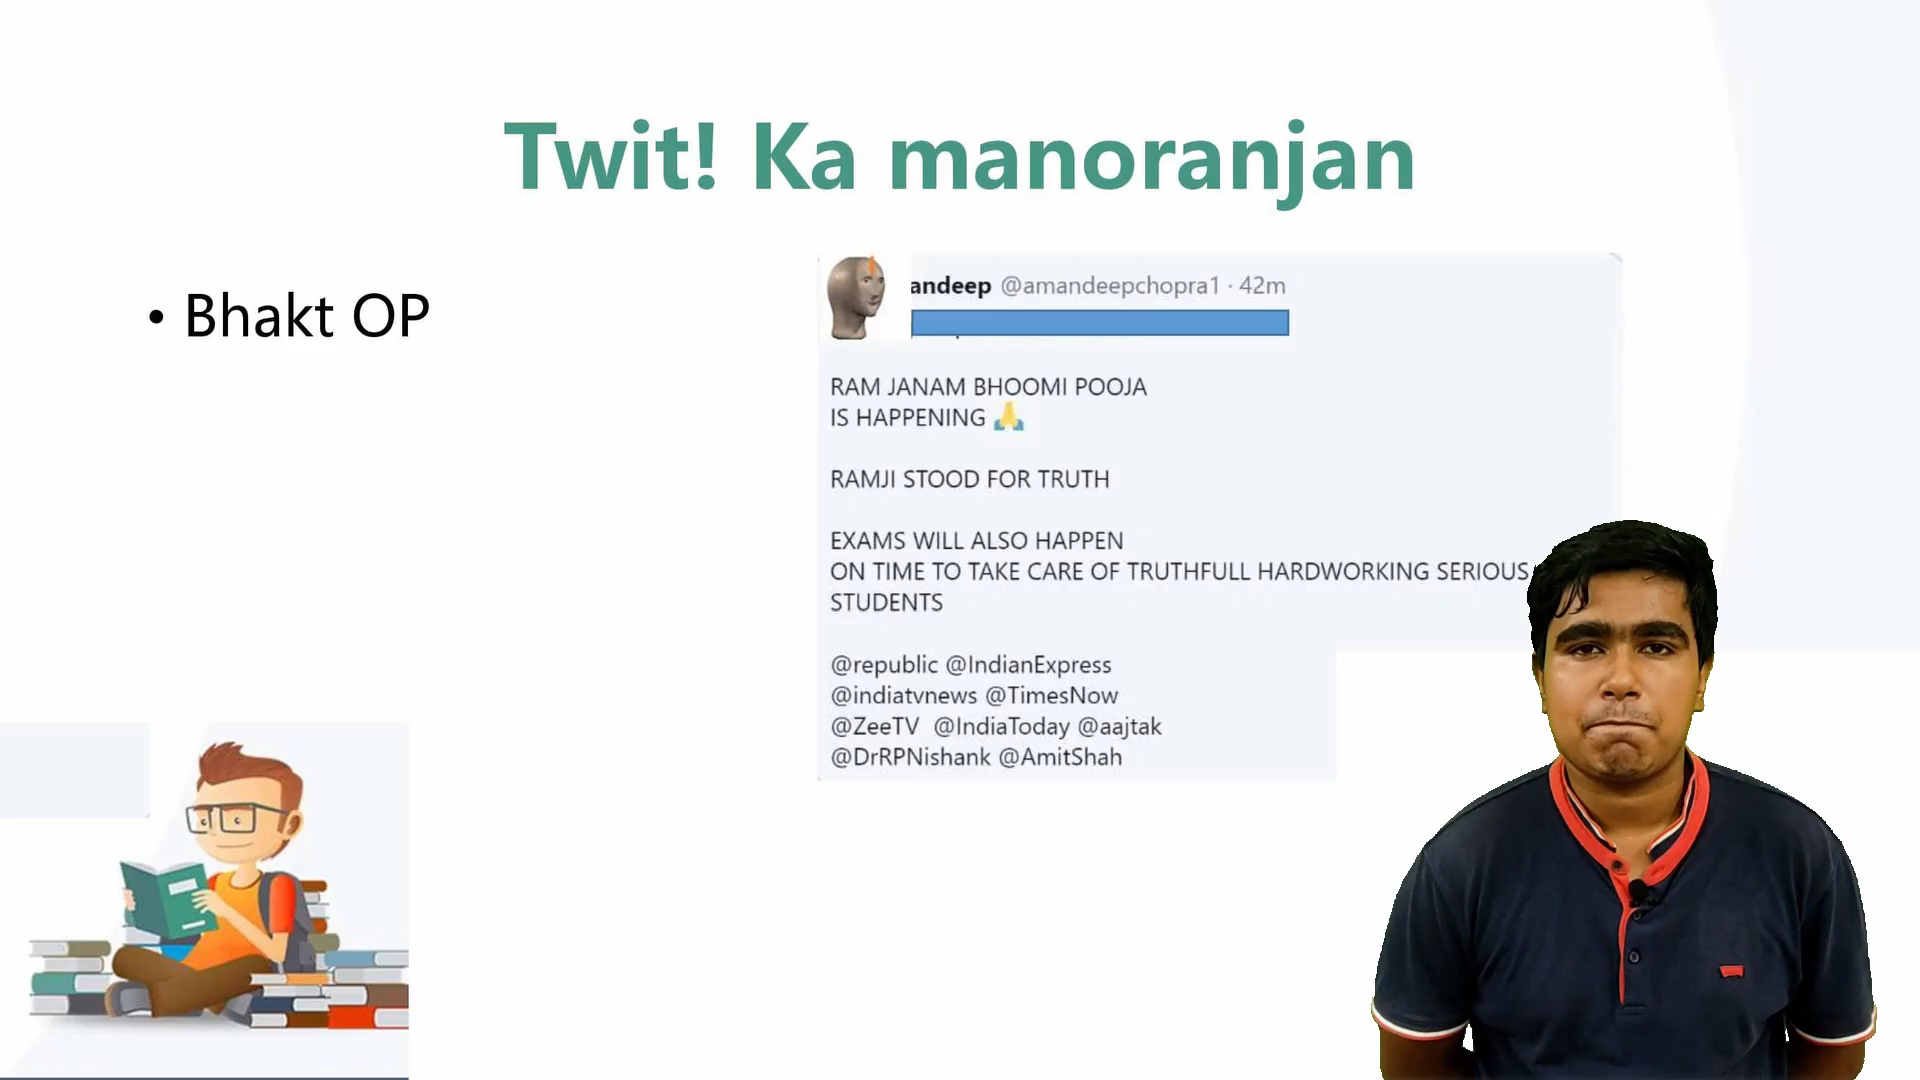 Twit! Ka manoranjan
• Bhakt OP
andeep @amandeepchopra1 · 42m
RAM JANAM BHOOMI POOJA
IS HAPPENING 🙏
RAMJI STOOD FOR TRUTH
EXAMS WILL ALSO HAPPEN
ON TIME TO TAKE CARE OF TRUTHFULL HARDWORKING SERIOUS
STUDENTS
@republic @IndianExpress
@indiatvnews @TimesNow
@ZeeTV @IndiaToday @aajtak
@DrRPNishank @AmitShah